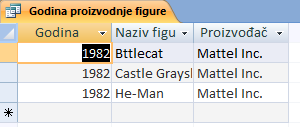 Godina proizvodnje figure
Godina Naziv figu Proizvođač
1982 Bttlecat Mattel Inc.
1982 Castle Graysl Mattel Inc.
1982 He-Man Mattel Inc.